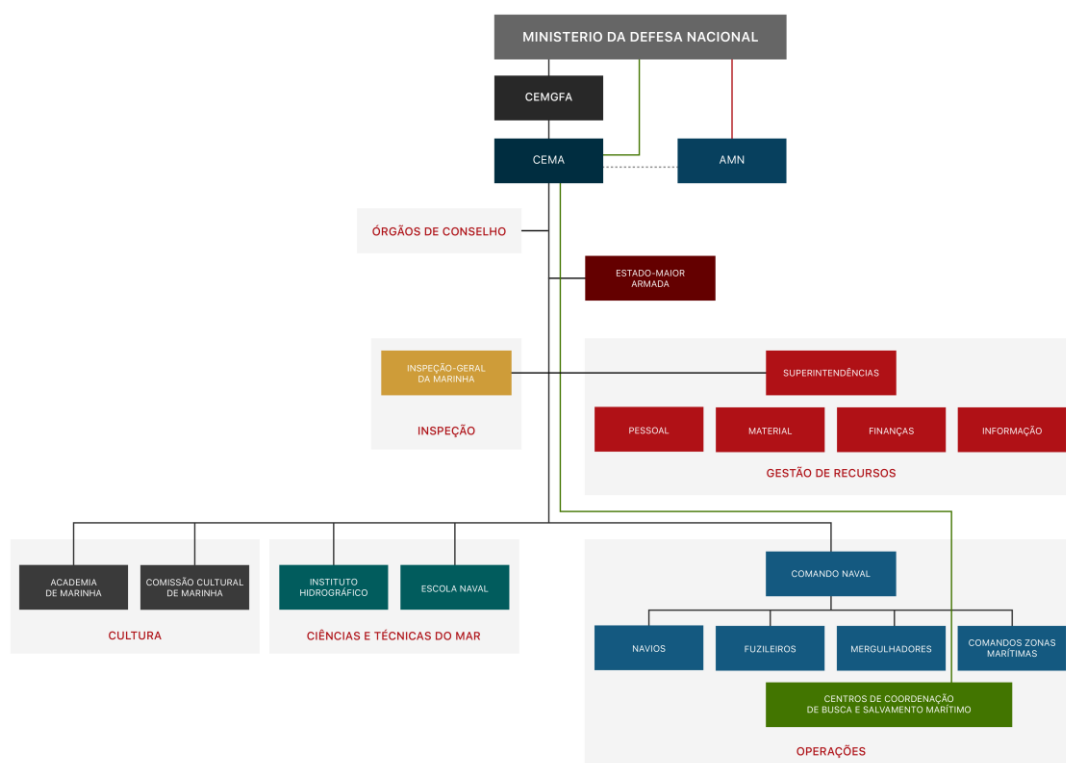 MINISTERIO DA DEFESA NACIONAL
CEMGFA
CEMA
AMN
ÓRGÃOS DE CONSELHO
ESTADO-MAIOR
ARMADA
INSPEÇÃO-GERAL
DA MARINHA
INSPEÇÃO
SUPERINTENDÊNCIAS
PESSOAL
MATERIAL
FINANÇAS
INFORMAÇÃO
GESTÃO DE RECURSOS
ACADEMIA
DE MARINHA
COMISSÃO CULTURAL
DE MARINHA
CULTURA
INSTITUTO
HIDROGRÁFICO
ESCOLA NAVAL
CIÊNCIAS E TÉCNICAS DO MAR
COMANDO NAVAL
NAVIOS
FUZILEIROS
MERGULHADORES
COMANDOS ZONAS
MARÍTIMAS
CENTROS DE COORDENAÇÃO
DE BUSCA E SALVAMENTO MARÍTIMO
OPERAÇÕES